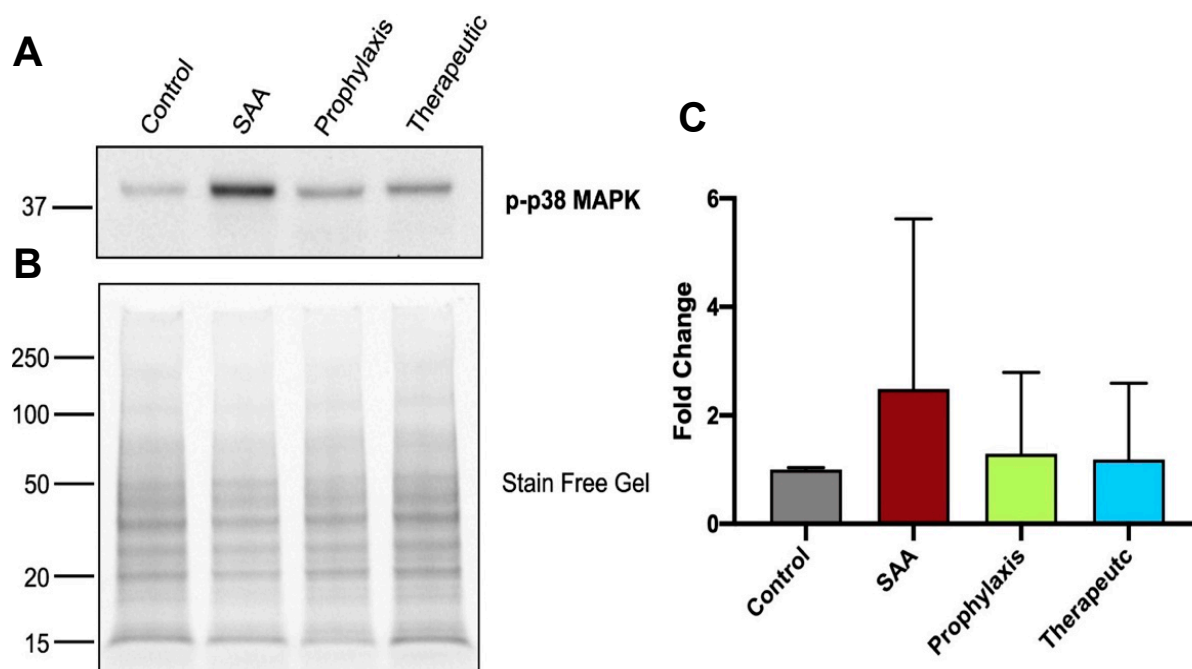 A
Control
SAA
Prophylaxis
Therapeutic
37
p-p38 MAPK
B
250
100
50
20
15
Stain Free Gel
C
Fold Change
6
4
2
0
Control
SAA
Prophylaxis
Therapeutc